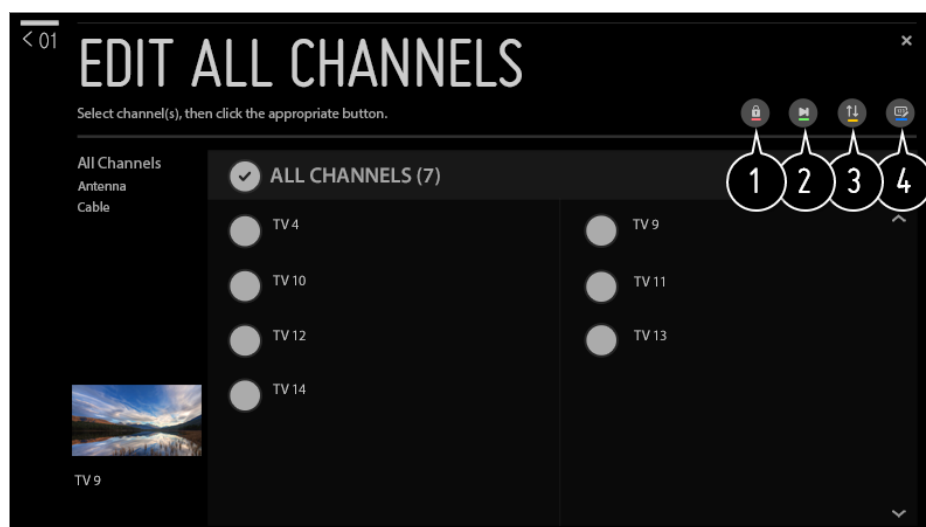 < 01
EDIT ALL CHANNELS
Select channel(s), then click the appropriate button.
1 2 3 4
All Channels
Antenna
Cable
ALL CHANNELS (7)
TV 4
TV 9
TV 10
TV 11
TV 12
TV 13
TV 14
TV 9